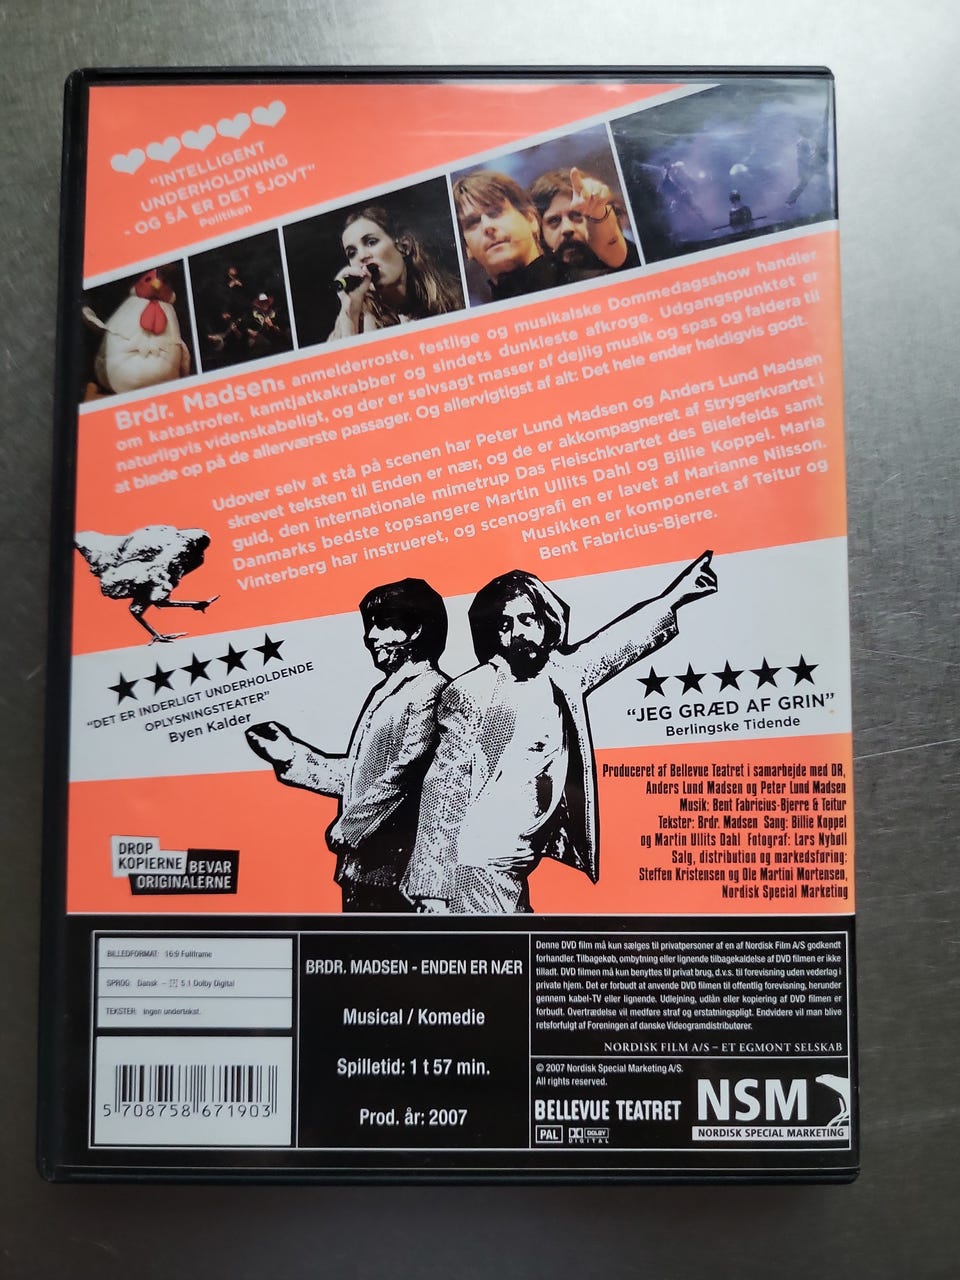 "INTELLIGENT
UNDERHOLDNING
- OG SÅ ER DET SJOVT"
Politiken
Brdr. Madsens anmelderroste, festlige og musikalske Dommedagsshow handler
om katastrofer, kamtjatkakrabber og sindets dunkleste afkroge. Udgangspunktet er
naturligvis videnskabeligt, og der er selvsagt masser af dejlig musik og spas og faldera til
at bløde op på de allerværste passager. Og allervigtigst af alt: Det hele ender heldigvis godt.
Udover selv at stå på scenen har Peter Lund Madsen og Anders Lund Madsen
skrevet teksten til Enden er nær, og de er akkompagneret af Strygerkvartet i
guld, den internationale mimetrup Das Fleischkvartet des Bielefelds samt
Danmarks bedste topsangere Martin Ullits Dahl og Billie Koppel. Maria
Vinterberg har instrueret, og scenografi en er lavet af Marianne Nilsson.
Musikken er komponeret af Teitur og
Bent Fabricius-Bjerre.
"DET ER INDERLIGT UNDERHOLDENDE
OPLYSNINGSTEATER"
Byen Kalder
"JEG GRÆD AF GRIN"
Berlingske Tidende
Produceret af Bellevue Teatret i samarbejde med DR,
Anders Lund Madsen og Peter Lund Madsen
Musik: Bent Fabricius-Bjerre & Teitur
Tekster: Brdr. Madsen Sang: Billie Koppel
og Martin Ullits Dahl Fotograf: Lars Nybøll
Salg, distribution og markedsføring:
Steffen Kristensen og Ole Martini Mortensen,
Nordisk Special Marketing
DROP
KOPIERNE
BEVAR
ORIGINALERNE
BILLEDFORMAT: 16:9 Fullframe
SPROG: Dansk - 5.1 Dolby Digital
TEKSTER: Ingen undertekst.
5 708758 671903
BRDR. MADSEN - ENDEN ER NÆR
Musical / Komedie
Spilletid: 1 t 57 min.
Prod. år: 2007
Denne DVD film må kun sælges til privatpersoner af en af Nordisk Film A/S godkendt
forhandler. Tilbagekøb, ombytning eller lignende tilbagekaldelse af DVD filmen er ikke
tilladt. DVD filmen må kun benyttes til privat brug, d.v.s. til forevisning uden vederlag i
private hjem. Det er forbudt at anvende DVD filmen til offentlig forevisning, herunder
gennem kabel-TV eller lignende. Udlejning, udlån eller kopiering af DVD filmen er
forbudt. Overtrædelse vil medføre straf og erstatningspligt. Endvidere vil man blive
retsforfulgt af Foreningen af danske Videogramdistributører.
NORDISK FILM A/S – ET EGMONT SELSKAB
© 2007 Nordisk Special Marketing A/S.
All rights reserved.
BELLEVUE TEATRET
PAL
DOLBY
DIGITAL
NSM
NORDISK SPECIAL MARKETING